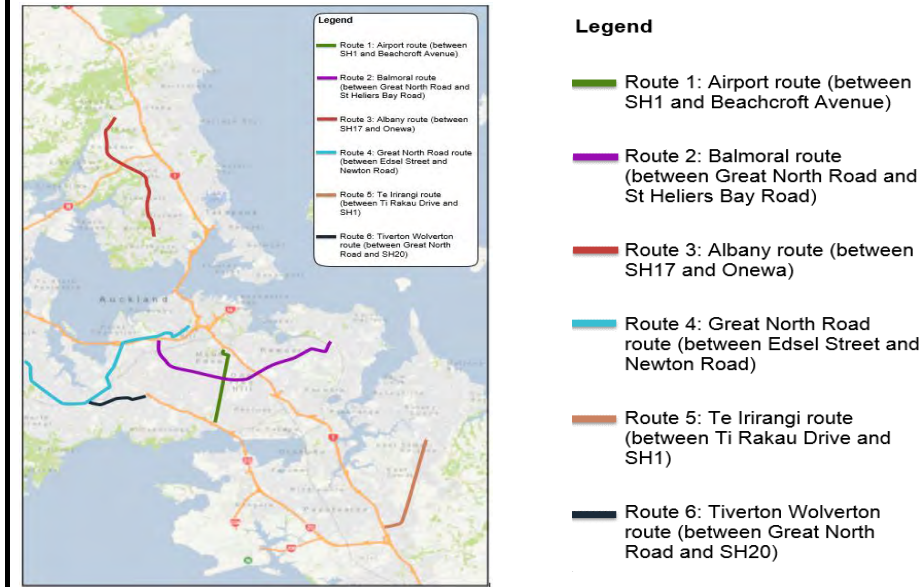 Legend
Route 1: Airport route (between
SH1 and Beachcroft Avenue)
Route 2: Balmoral route
(between Great North Road and
St Heliers Bay Road)
Route 3: Albany route (between
SH17 and Onewa)
Route 4: Great North Road route
(between Edsel Street and
Newton Road)
Route 5: Te Irirangi route
(between Ti Rakau Drive and
SH1)
Route 6: Tiverton Wolverton
route (between Great North
Road and SH20)
Auckland
Legend
Route 1: Airport route (between
SH1 and Beachcroft Avenue)
Route 2: Balmoral route
(between Great North Road and
St Heliers Bay Road)
Route 3: Albany route (between
SH17 and Onewa)
Route 4: Great North Road
route (between Edsel Street and
Newton Road)
Route 5: Te Irirangi route
(between Ti Rakau Drive and
SH1)
Route 6: Tiverton Wolverton
route (between Great North
Road and SH20)